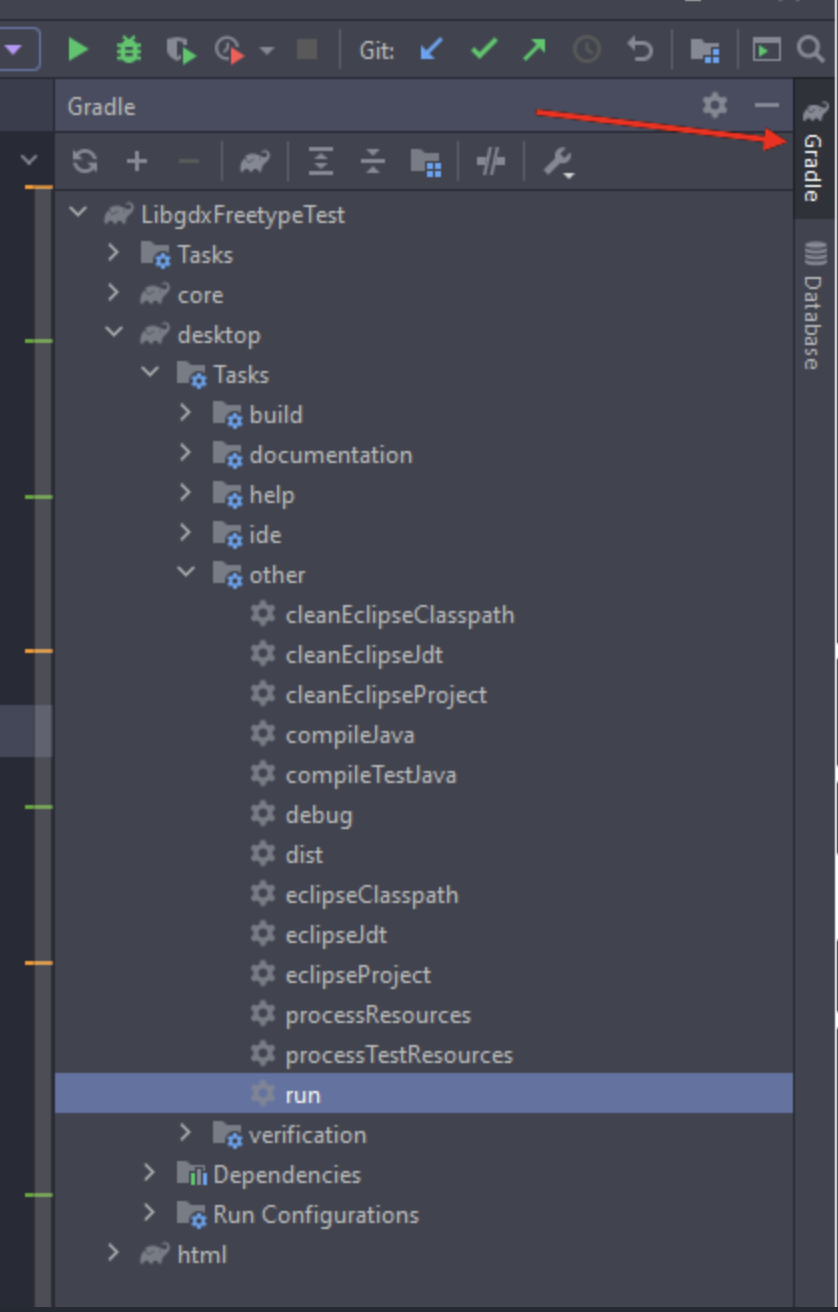 Git:
Gradle
Gradle
Database
LibgdxFreetypeTest
Tasks
core
desktop
Tasks
build
documentation
help
ide
other
cleanEclipseClasspath
cleanEclipseJdt
cleanEclipseProject
compileJava
compileTestJava
debug
dist
eclipseClasspath
eclipseJdt
eclipseProject
processResources
processTestResources
run
verification
Dependencies
Run Configurations
html